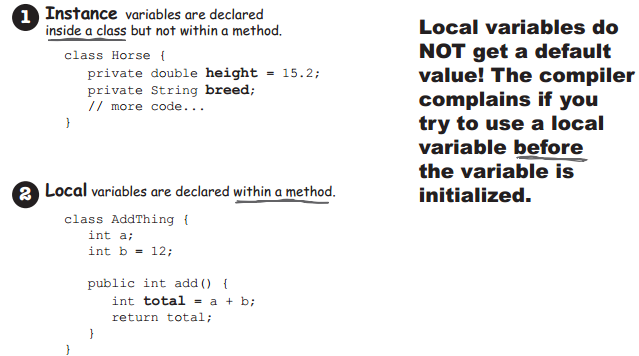 1 Instance variables are declared
inside a class but not within a method.
class Horse {
private double height = 15.2;
private String breed;
// more code...
}
2 Local variables are declared within a method.
class AddThing {
int a;
int b = 12;
public int add() {
int total = a + b;
return total;
}
}
Local variables do
NOT get a default
value! The compiler
complains if you
try to use a local
variable before
the variable is
initialized.